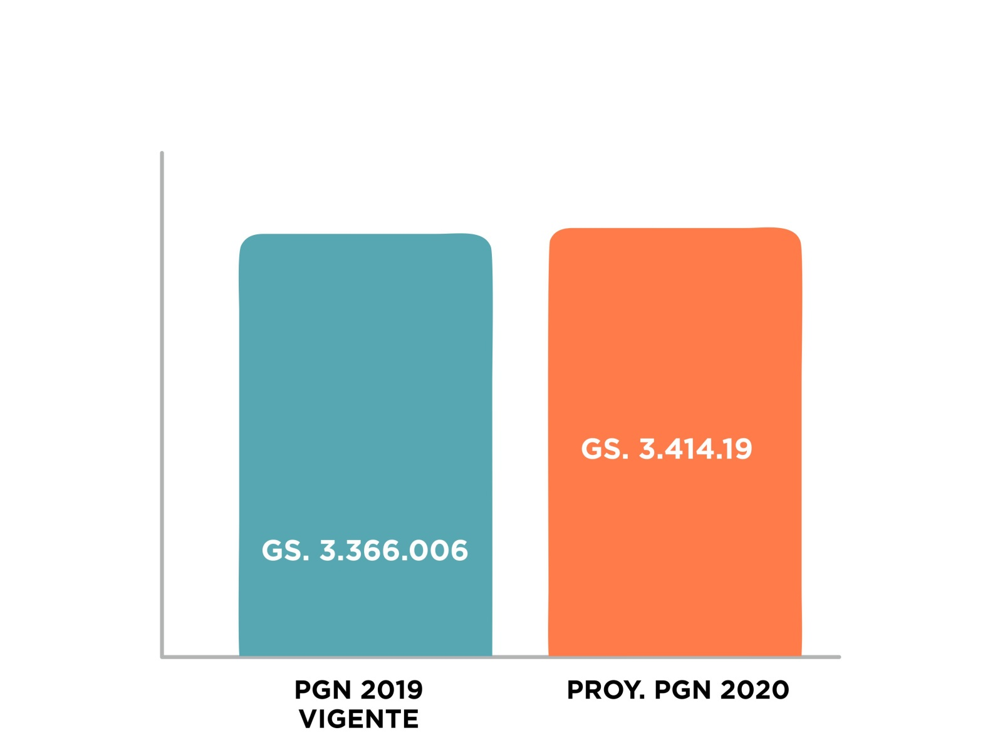 GS. 3.366.006
GS. 3.414.19
PGN 2019
VIGENTE
PROY. PGN 2020